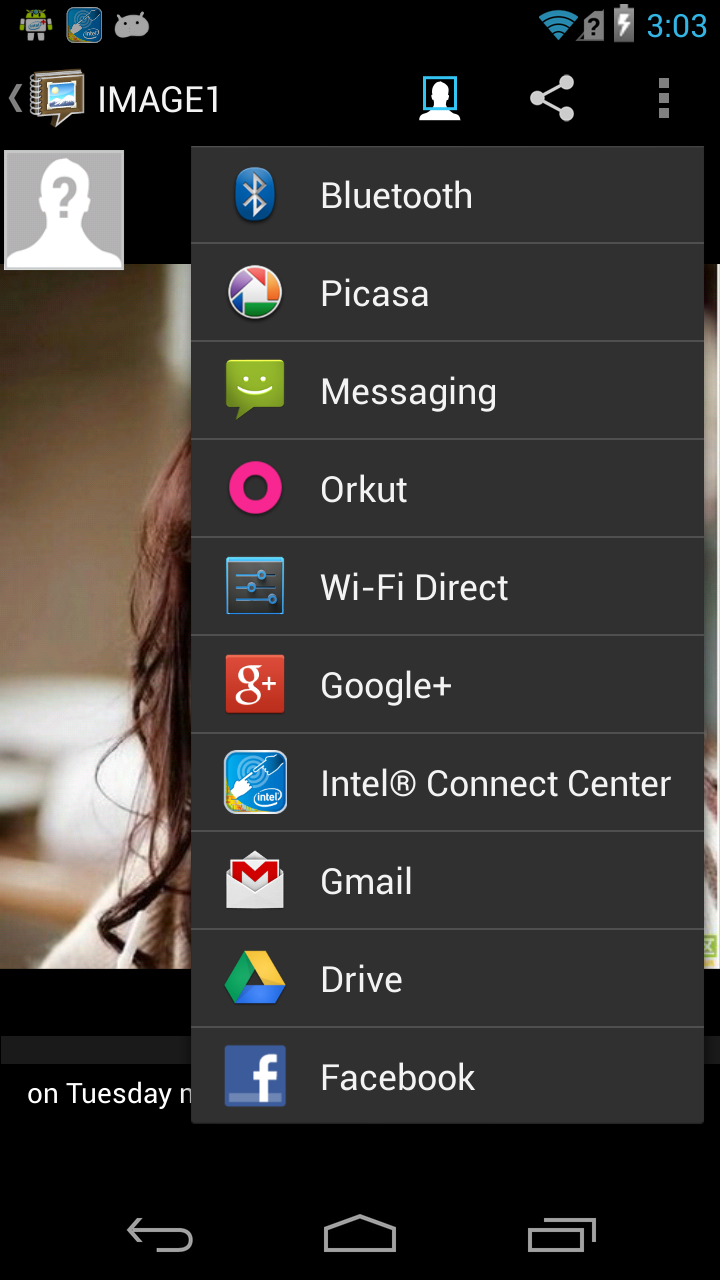 3:03
IMAGE1
Bluetooth
Picasa
Messaging
Orkut
Wi-Fi Direct
Google+
Intel® Connect Center
Gmail
Drive
Facebook
on Tuesday
区